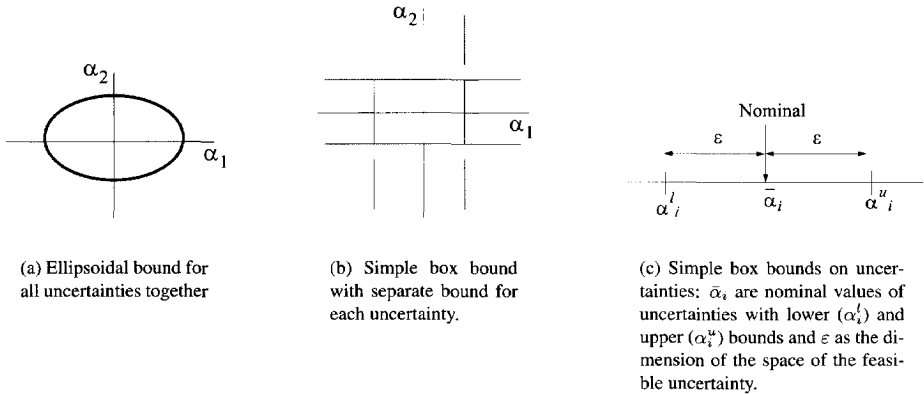 α₂
α₁
(a) Ellipsoidal bound for
all uncertainties together
α₂
α₁
(b) Simple box bound
with separate bound for
each uncertainty.
Nominal
ε ε
αˡᵢ ᾱᵢ αᵘᵢ
(c) Simple box bounds on uncer-
tainties: ᾱᵢ are nominal values of
uncertainties with lower (αᵢˡ) and
upper (αᵢᵘ) bounds and ε as the di-
mension of the space of the feasi-
ble uncertainty.